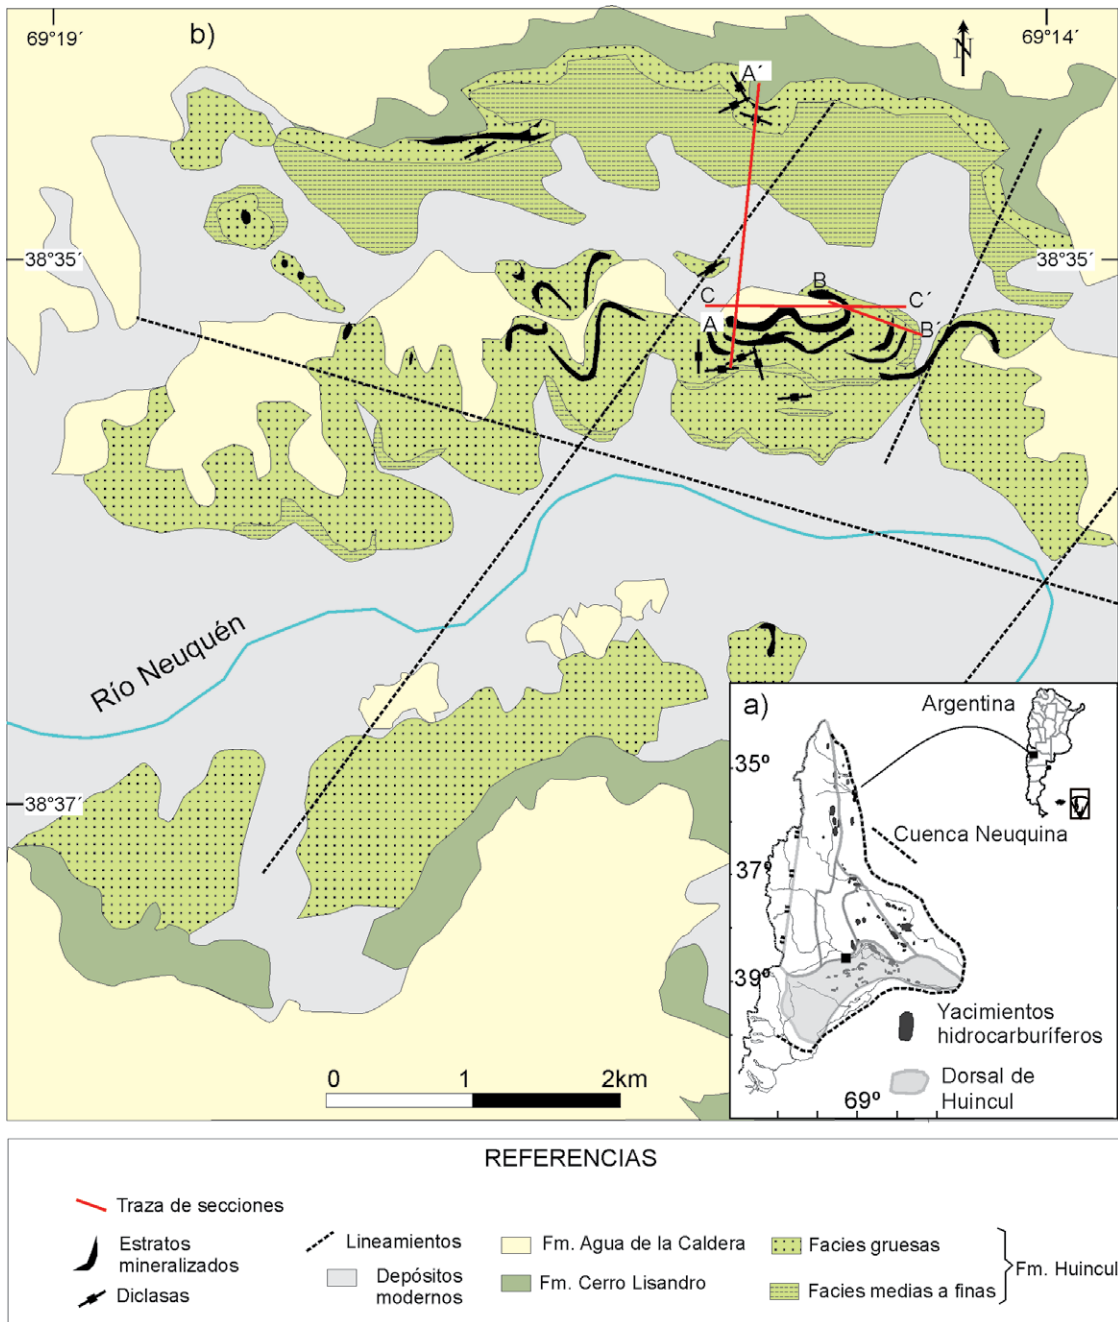 69°19´
b)
N
69°14´
A´
38°35´
38°35´
B
C
C´
A
B´
Río Neuquén
38°37´
a)
Argentina
35º
Cuenca Neuquina
37º
39º
Yacimientos
hidrocarburíferos
Dorsal de
Huincul
69º
0
1
2km
REFERENCIAS
Traza de secciones
Estratos
mineralizados
Diclasas
Lineamientos
Depósitos
modernos
Fm. Agua de la Caldera
Fm. Cerro Lisandro
Facies gruesas
Facies medias a finas
Fm. Huincul